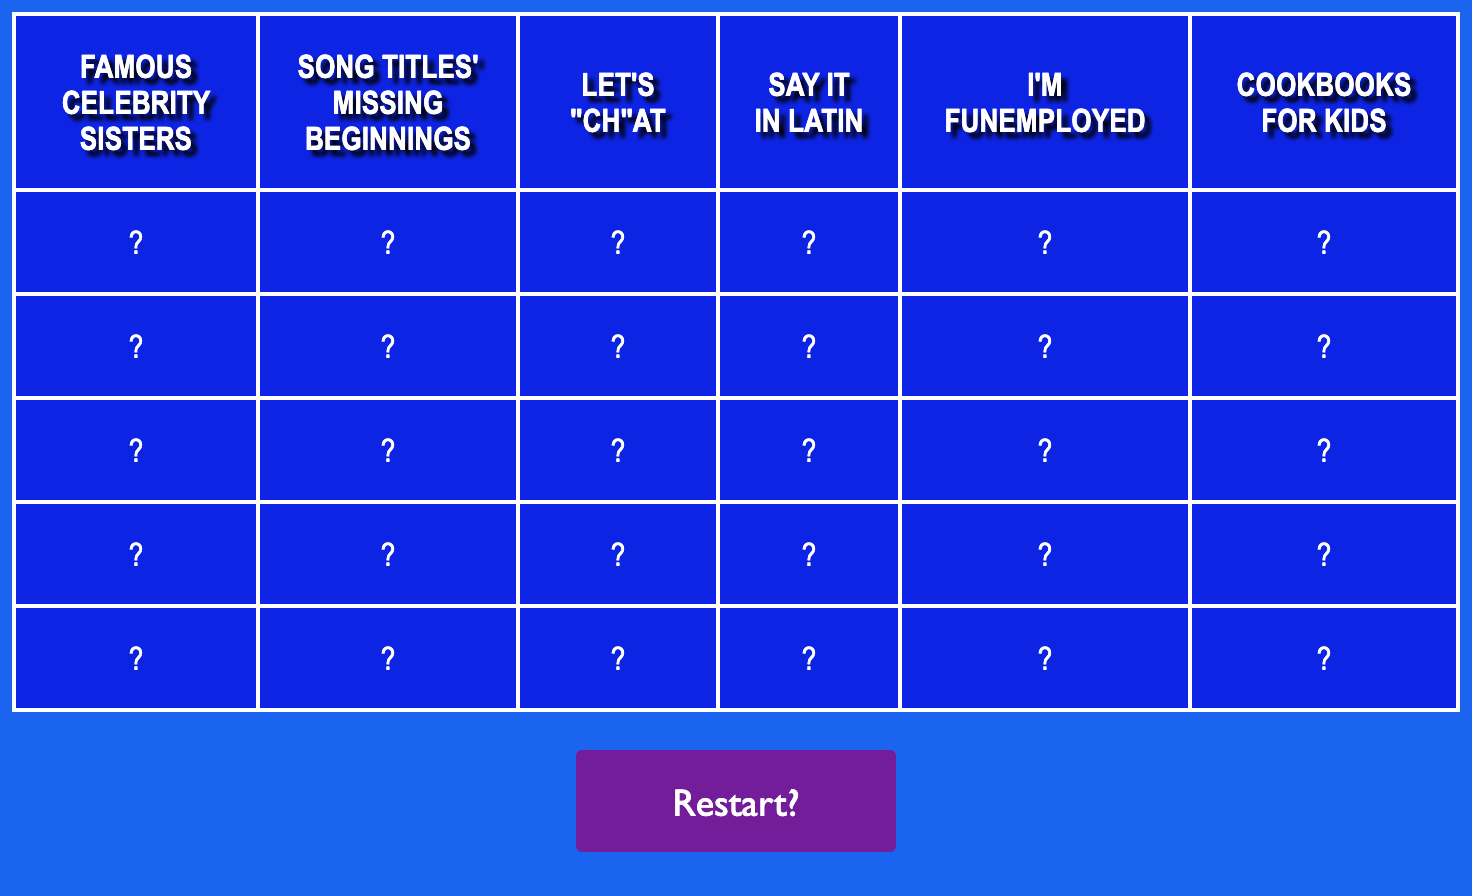 FAMOUS
CELEBRITY
SISTERS
SONG TITLES'
MISSING
BEGINNINGS
LET'S
"CH"AT
SAY IT
IN LATIN
I'M
FUNEMPLOYED
COOKBOOKS
FOR KIDS
? ? ? ? ? ?
? ? ? ? ? ?
? ? ? ? ? ?
? ? ? ? ? ?
? ? ? ? ? ?
Restart?